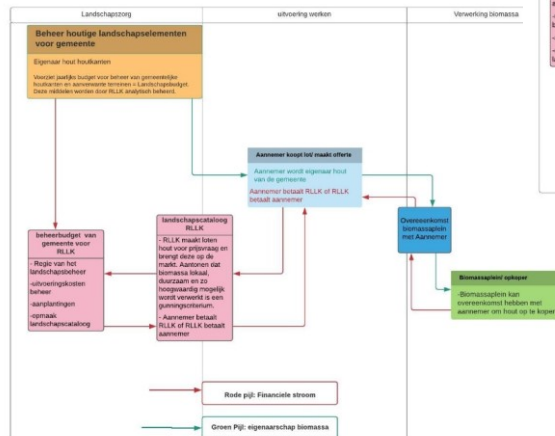 Landschapszorg
uitvoering werken
Verwerking biomassa
Beheer houtige landschapselementen
voor gemeente
Eigenaar hout houtkanten
Voorziet jaarlijks budget voor beheer van gemeentelijke
houtkanten en aanverwante terreinen = Landschapsbudget.
Deze middelen worden door RLLK analytisch beheerd.
Aannemer koopt lot/ maakt offerte
Aannemer wordt eigenaar hout
van de gemeente
Aannemer betaalt RLLK of RLLK
betaalt aannemer
Overeenkomst
biomassaplein
met Aannemer
landschapscataloog
RLLK
- RLLK maakt loten
hout voor prijsvraag en
brengt deze op de
markt. Aantonen dat
biomassa lokaal,
duurzaam en zo
hoogwaardig mogelijk
wordt verwerkt is een
gunningscriterium.
- Aannemer betaalt
RLLK of RLLK betaalt
aannemer
beheerbudget van
gemeente voor
RLLK
- Regie van het
landschapsbeheer
-uitvoeringskosten
beheer
-aanplantingen
-opmaak
landschapscataloog
Biomassaplein/ opkoper
-Biomassaplein kan
overeenkomst hebben met
aannemer om hout op te kopen
Rode pijl: Financiele stroom
Groen Pijl: eigenaarschap biomassa